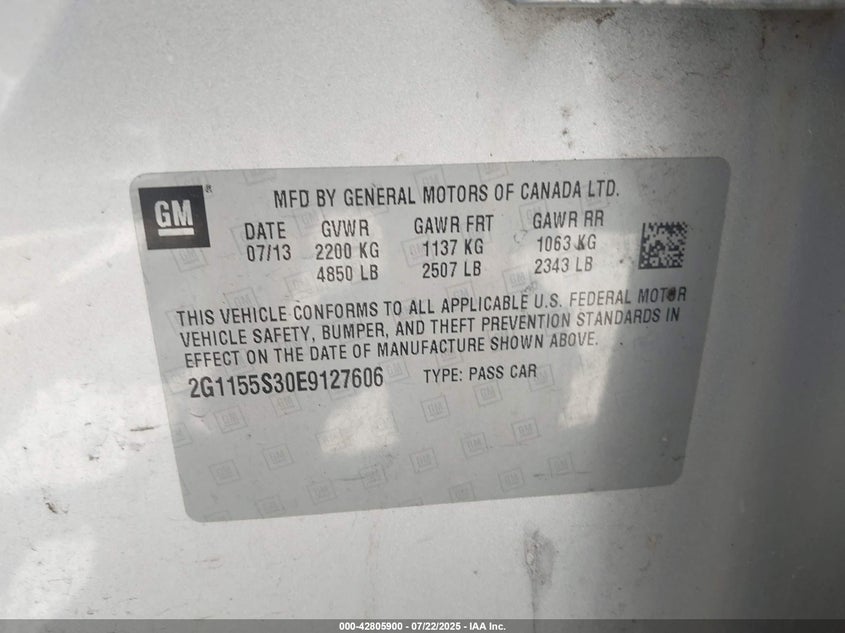 GM®
MFD BY GENERAL MOTORS OF CANADA LTD.
DATE GVWR GAWR FRT GAWR RR
07/13 2200 KG 1137 KG 1063 KG
4850 LB 2507 LB 2343 LB
THIS VEHICLE CONFORMS TO ALL APPLICABLE U.S. FEDERAL MOTOR
VEHICLE SAFETY, BUMPER, AND THEFT PREVENTION STANDARDS IN
EFFECT ON THE DATE OF MANUFACTURE SHOWN ABOVE.
2G1155S30E9127606 TYPE: PASS CAR
000-42805900 - 07/22/2025 - IAA Inc.